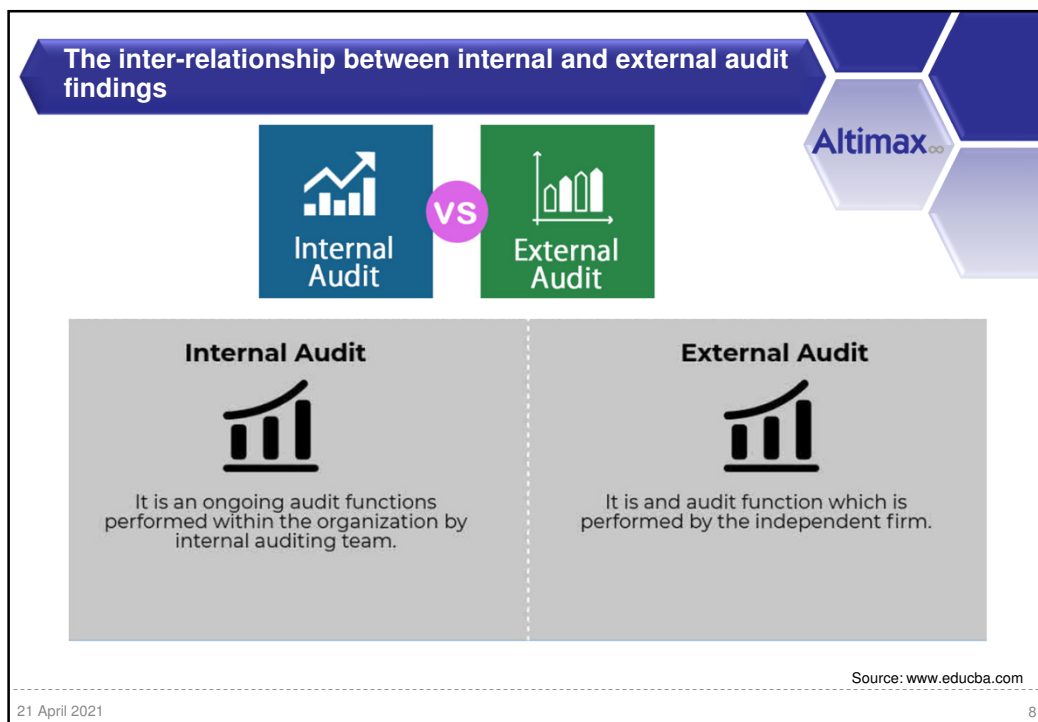 The inter-relationship between internal and external audit
findings
Altimax∞
Internal
Audit
VS
External
Audit
Internal Audit
It is an ongoing audit functions
performed within the organization by
internal auditing team.
External Audit
It is and audit function which is
performed by the independent firm.
Source: www.educba.com
21 April 2021
8